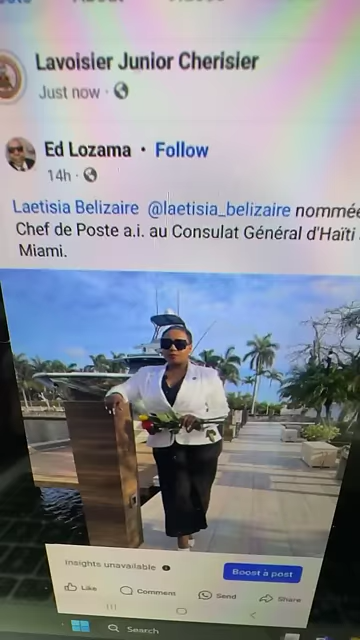 Lavoisier Junior Cherisier
Just now ·
Ed Lozama • Follow
14h ·
Laetisia Belizaire @laetisia_belizaire nommée
Chef de Poste a.i. au Consulat Général d'Haïti
Miami.
Insights unavailable
Boost a post
Like
Comment
Send
Share
Search